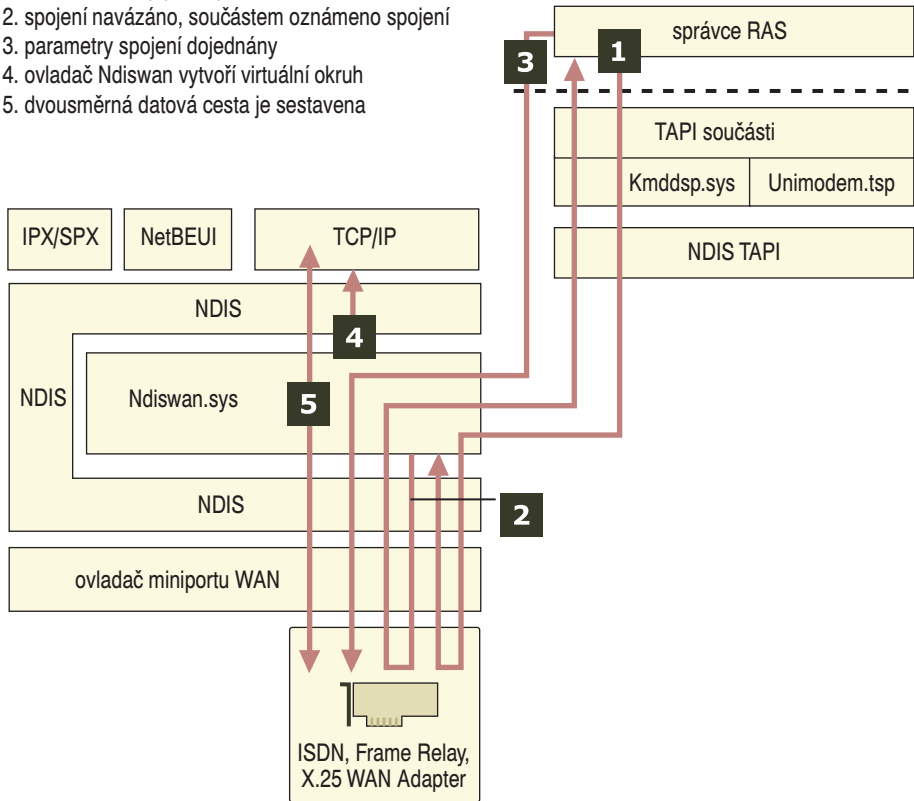 2. spojení navázáno, součástem oznámeno spojení
3. parametry spojení dojednány
4. ovladač Ndiswan vytvoří virtuální okruh
5. dvousměrná datová cesta je sestavena
správce RAS
1
3
TAPI součásti
Kmddsp.sys
Unimodem.tsp
NDIS TAPI
IPX/SPX
NetBEUI
TCP/IP
NDIS
4
NDIS
Ndiswan.sys
5
NDIS
2
ovladač miniportu WAN
ISDN, Frame Relay,
X.25 WAN Adapter